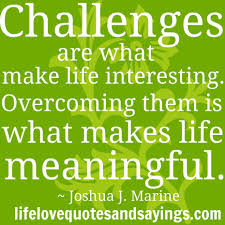 Challenges
are what
make life interesting.
Overcoming them is
what makes life
meaningful.
~ Joshua J. Marine
lifelovequotesandsayings.com